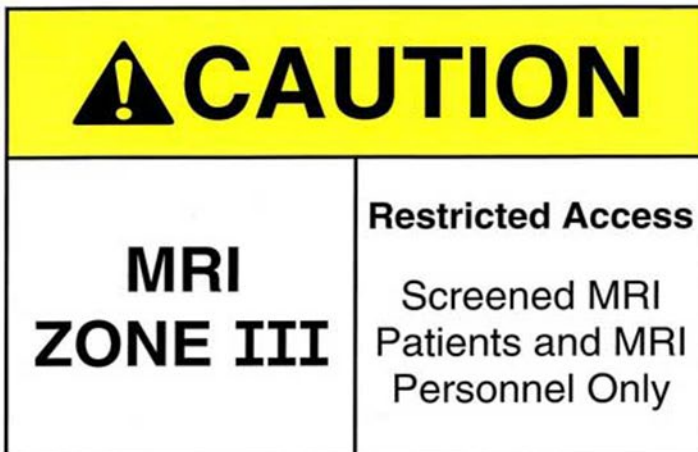 CAUTION
MRI
ZONE III
Restricted Access
Screened MRI
Patients and MRI
Personnel Only